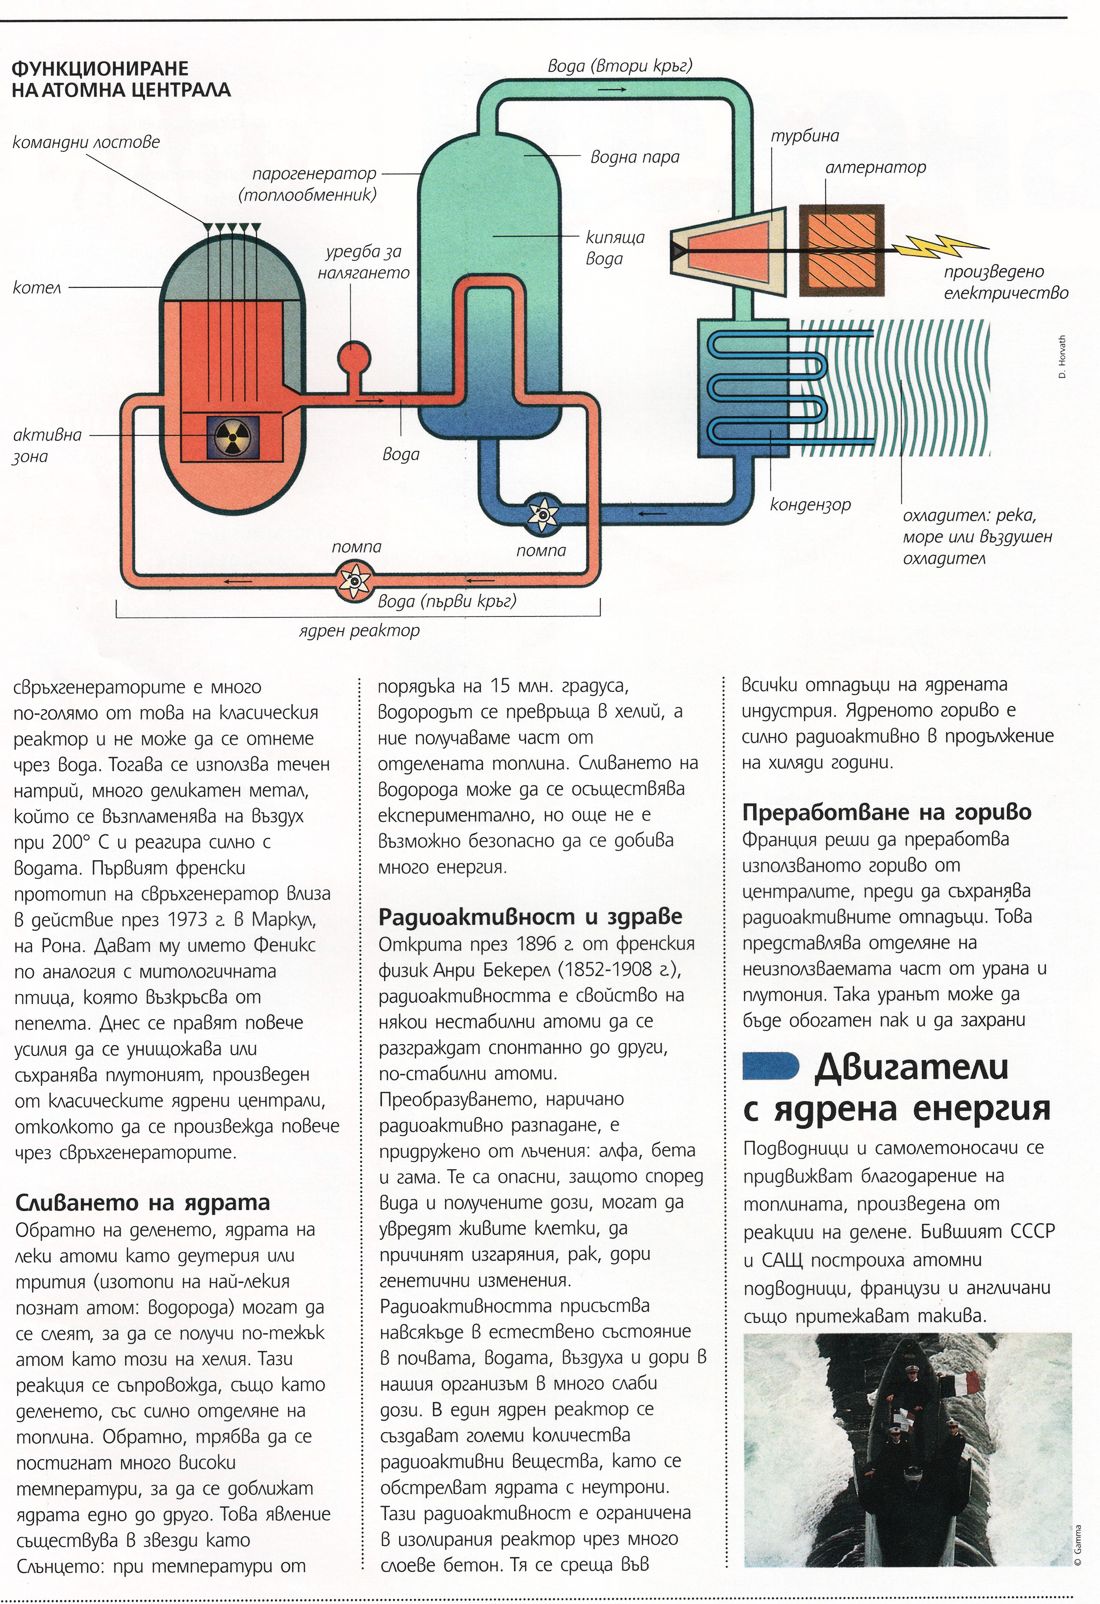 ФУНКЦИОНИРАНЕ
НА АТОМНА ЦЕНТРАЛА
вода (втори кръг)
командни лостове
турбина
водна пара
алтернатор
парогенератор
(топлообменник)
кипяща
вода
уредба за
налягането
произведено
електричество
котел
D. Horvath
активна
зона
вода
кондензор
охладител: река,
море или въздушен
охладител
помпа
помпа
вода (първи кръг)
ядрен реактор
свръхгенераторите е много
по-голямо от това на класическия
реактор и не може да се отнеме
чрез вода. Тогава се използва течен
натрий, много деликатен метал,
който се възпламенява на въздух
при 200° С и реагира силно с
водата. Първият френски
прототип на свръхгенератор влиза
в действие през 1973 г. в Маркул,
на Рона. Дават му името Феникс
по аналогия с митологичната
птица, която възкръсва от
пепелта. Днес се правят повече
усилия да се унищожава или
съхранява плутоният, произведен
от класическите ядрени централи,
отколкото да се произвежда повече
чрез свръхгенераторите.
Сливането на ядрата
Обратно на деленето, ядрата на
леки атоми като деутерия или
трития (изотопи на най-лекия
познат атом: водорода) могат да
се слеят, за да се получи по-тежък
атом като този на хелия. Тази
реакция се съпровожда, също като
деленето, със силно отделяне на
топлина. Обратно, трябва да се
постигнат много високи
температури, за да се доближат
ядрата едно до друго. Това явление
съществува в звезди като
Слънцето: при температури от
порядъка на 15 млн. градуса,
водородът се превръща в хелий, а
ние получаваме част от
отделената топлина. Сливането на
водорода може да се осъществява
експериментално, но още не е
възможно безопасно да се добива
много енергия.
Радиоактивност и здраве
Открита през 1896 г. от френския
физик Анри Бекерел (1852-1908 г.),
радиоактивността е свойство на
някои нестабилни атоми да се
разграждат спонтанно до други,
по-стабилни атоми.
Преобразуването, наричано
радиоактивно разпадане, е
придружено от лъчения: алфа, бета
и гама. Те са опасни, защото според
вида и получените дози, могат да
увредят живите клетки, да
причинят изгаряния, рак, дори
генетични изменения.
Радиоактивността присъства
навсякъде в естествено състояние
в почвата, водата, въздуха и дори в
нашия организъм в много слаби
дози. В един ядрен реактор се
създават големи количества
радиоактивни вещества, като се
обстрелват ядрата с неутрони.
Тази радиоактивност е ограничена
в изолирания реактор чрез много
слоеве бетон. Тя се среща във
всички отпадъци на ядрената
индустрия. Ядреното гориво е
силно радиоактивно в продължение
на хиляди години.
Преработване на гориво
Франция реши да преработва
използваното гориво от
централите, преди да съхранява
радиоактивните отпадъци. Това
представлява отделяне на
неизползваемата част от урана и
плутония. Така уранът може да
бъде обогатен пак и да захрани
Двигатели
с ядрена енергия
Подводници и самолетоносачи се
придвижват благодарение на
топлината, произведена от
реакции на делене. Бившият СССР
и САЩ построиха атомни
подводници, французи и англичани
също притежават такива.
© Gamma